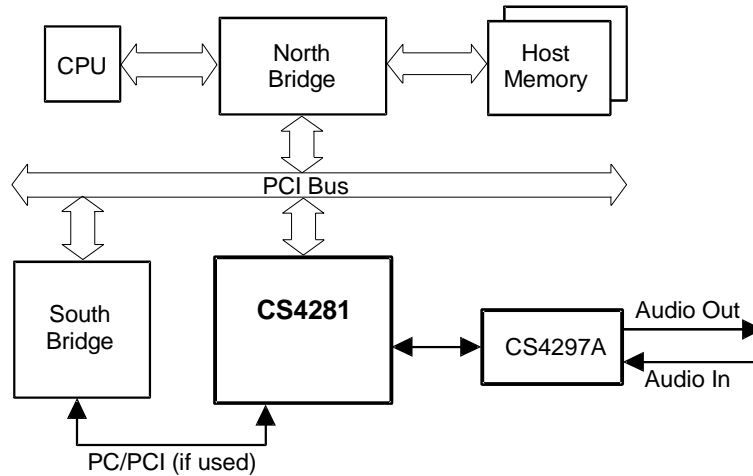 CPU
North
Bridge
Host
Memory
PCI Bus
South
Bridge
CS4281
CS4297A
Audio Out
Audio In
PC/PCI (if used)